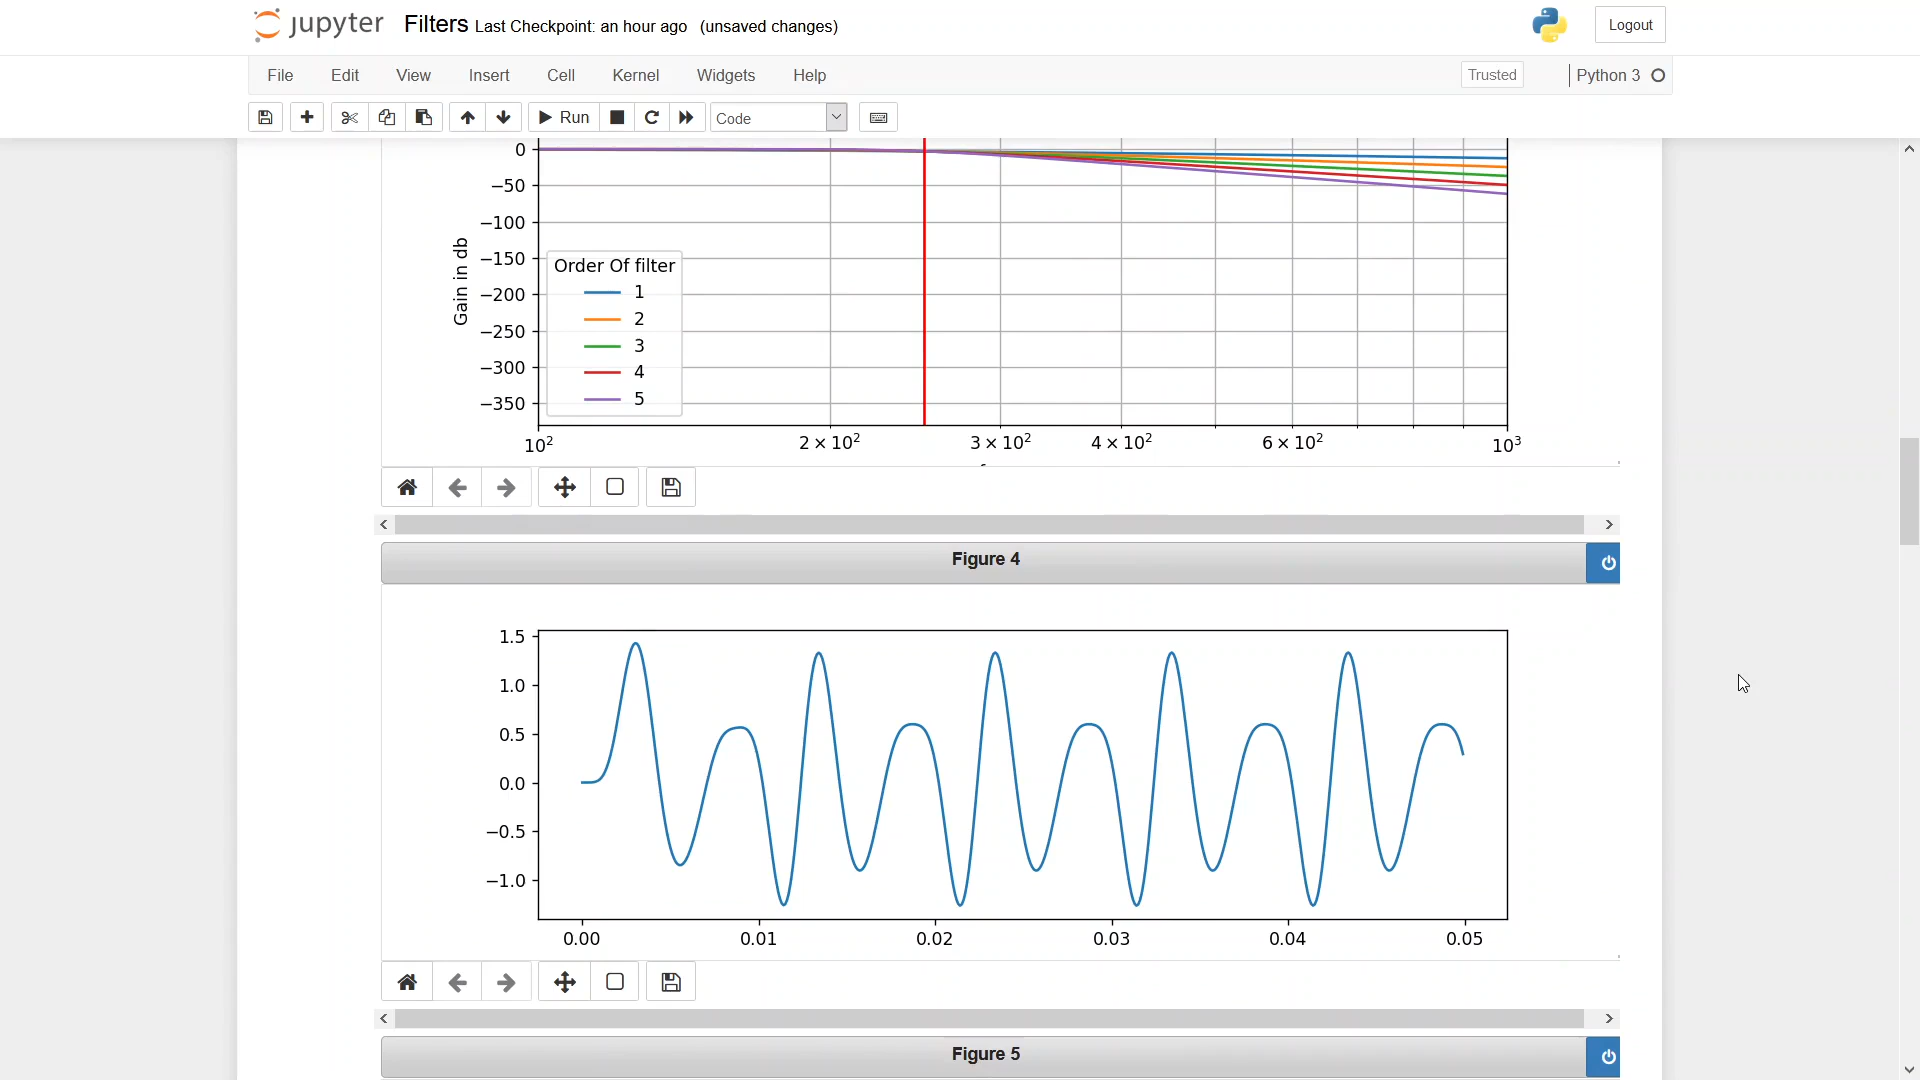 jupyter Filters Last Checkpoint: an hour ago (unsaved changes)
Logout
File Edit View Insert Cell Kernel Widgets Help
Trusted Python 3
Run Code
0
−50
−100
−150
−200
−250
−300
−350
Gain in db
Order Of filter
1
2
3
4
5
10² 2 × 10² 3 × 10² 4 × 10² 6 × 10² 10³
Figure 4
1.5
1.0
0.5
0.0
−0.5
−1.0
0.00 0.01 0.02 0.03 0.04 0.05
Figure 5